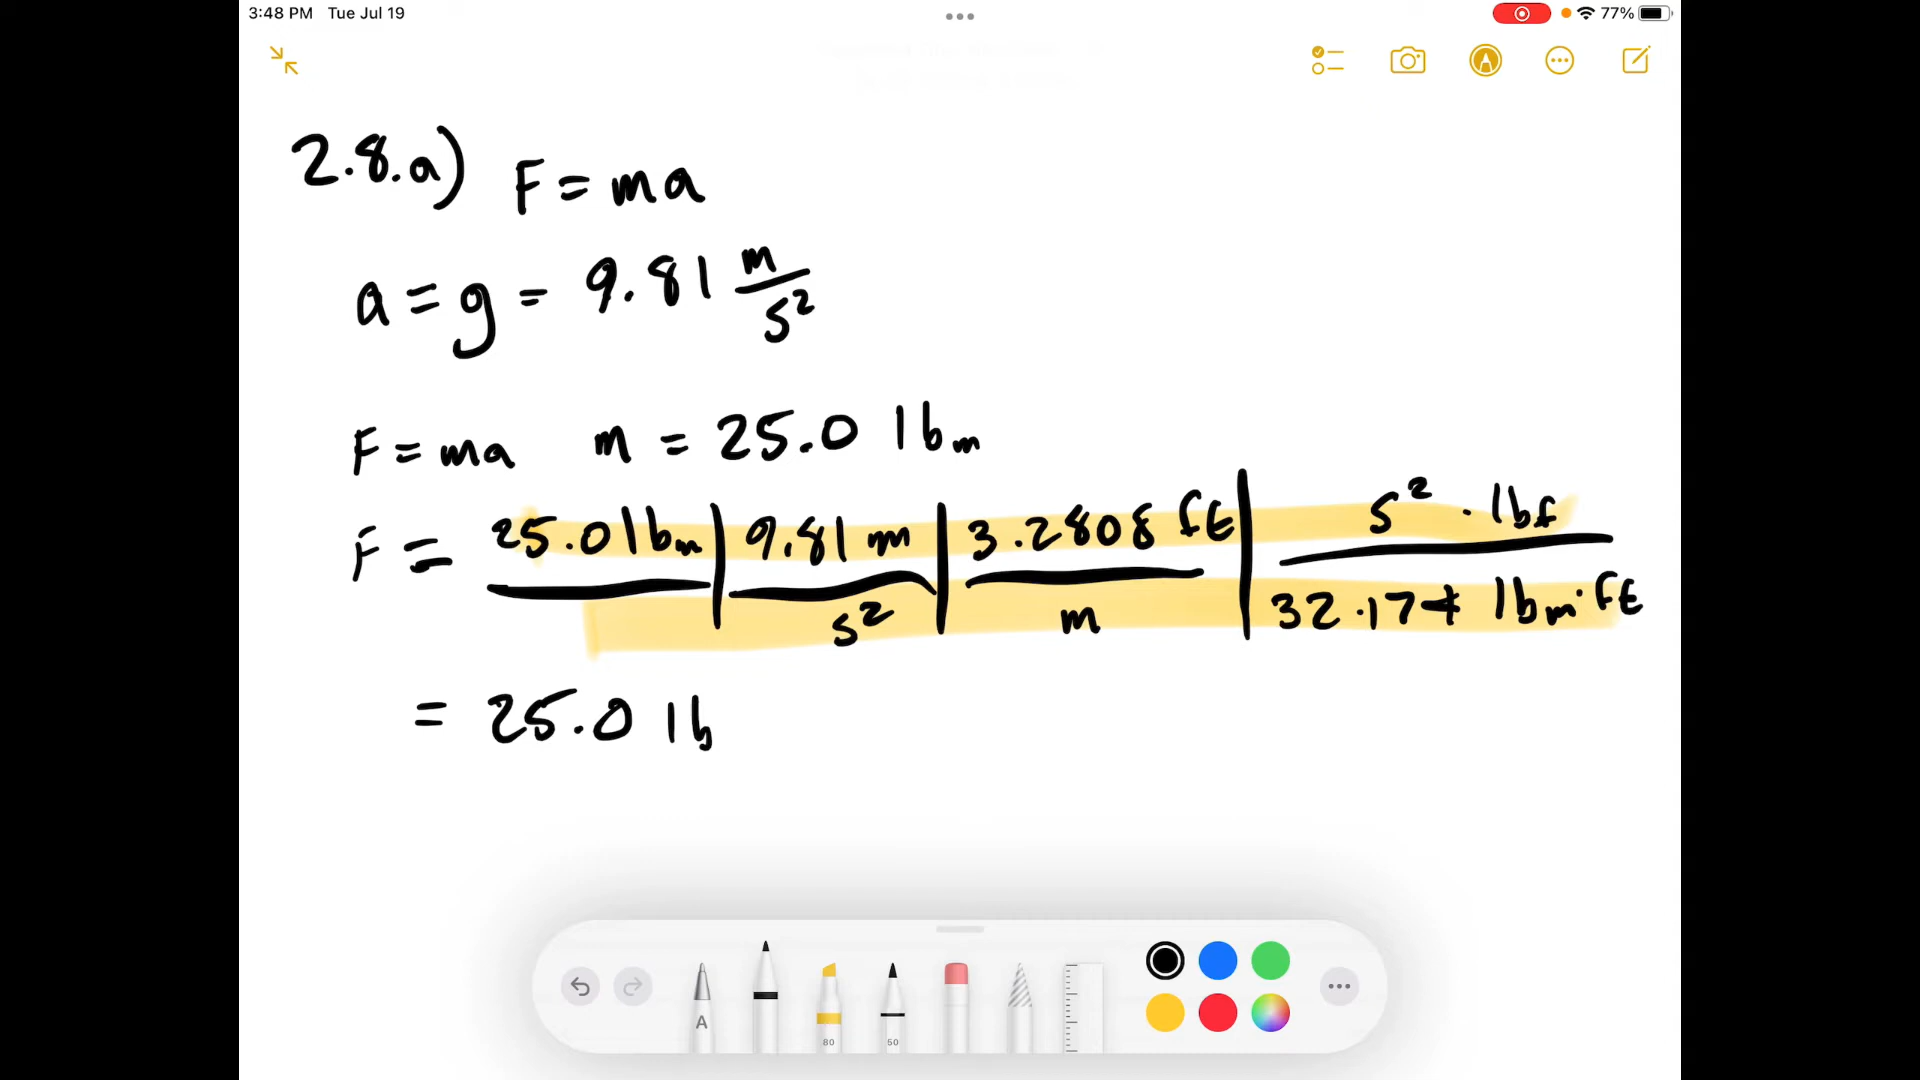 3:48 PM Tue Jul 19
77%
2.8.a) F = ma
a = g = 9.81 m/s²
F = ma m = 25.0 lbm
F = 25.0 lbm | 9.81 m | 3.2808 ft | s² · lbf
s² | m | 32.174 lbm · ft
= 25.0 lb
A
80
50